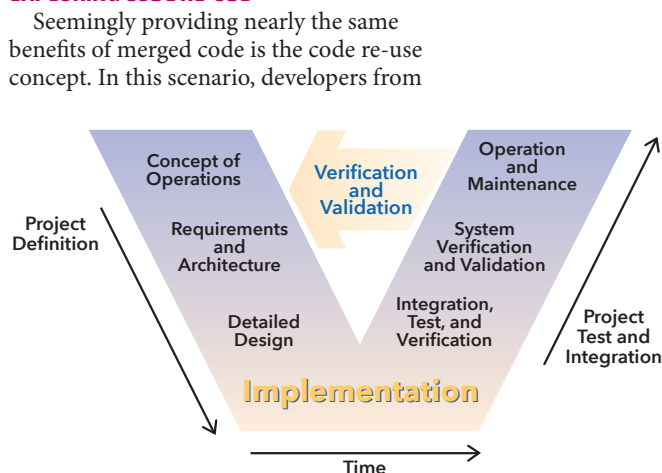 Seemingly providing nearly the same
benefits of merged code is the code re-use
concept. In this scenario, developers from
Concept of
Operations
Verification
and
Validation
Operation
and
Maintenance
Project
Definition
Requirements
and
Architecture
System
Verification
and Validation
Detailed
Design
Integration,
Test, and
Verification
Project
Test and
Integration
Implementation
Time